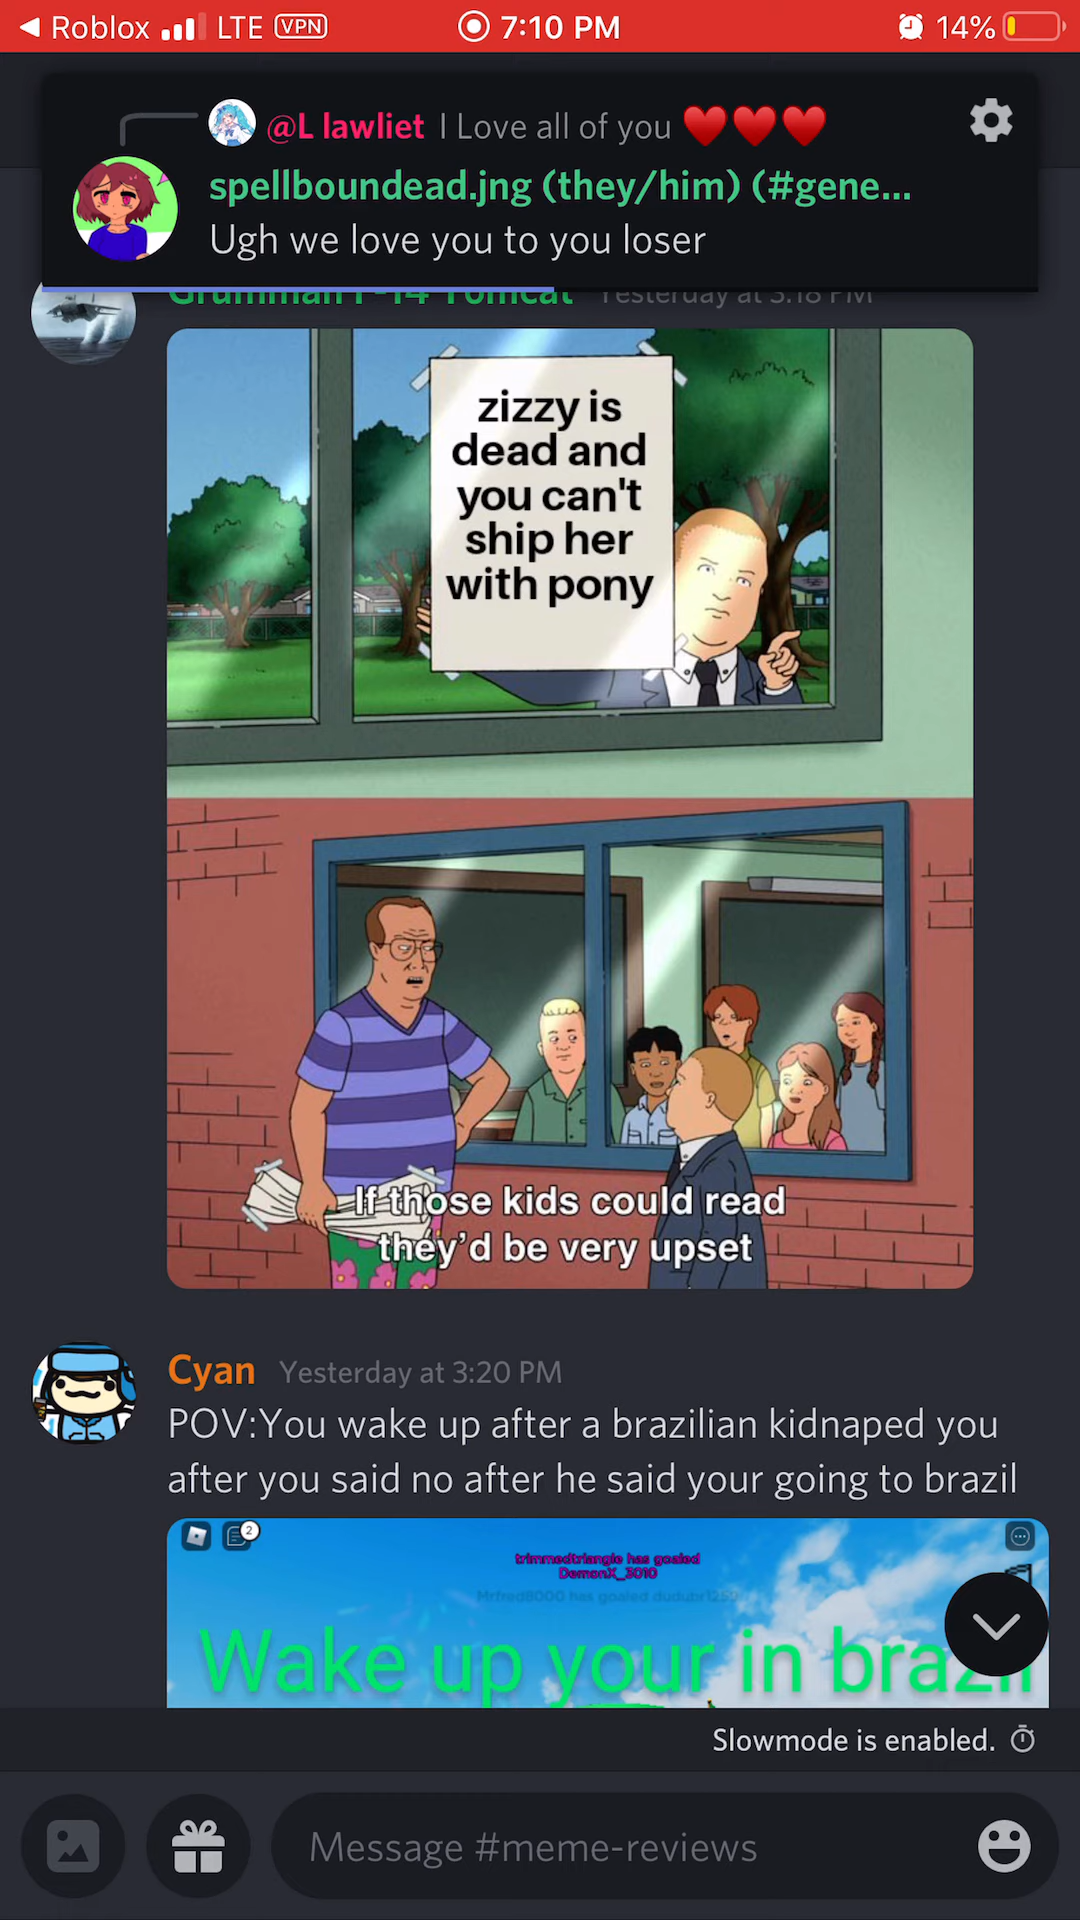 Roblox LTE VPN 7:10 PM 14%
@L lawliet I Love all of you
spellboundead.jng (they/him) (#gene...
Ugh we love you to you loser
Grumman F-14 Tomcat Yesterday at 3:18 PM
zizzy is
dead and
you can't
ship her
with pony
If those kids could read
they'd be very upset
Cyan Yesterday at 3:20 PM
POV:You wake up after a brazilian kidnaped you
after you said no after he said your going to brazil
2
trimmedtriangle has goaled
DemonX_3010
Mrfred8000 has goaled dudubr1259
Wake up your in brazil
Slowmode is enabled.
Message #meme-reviews